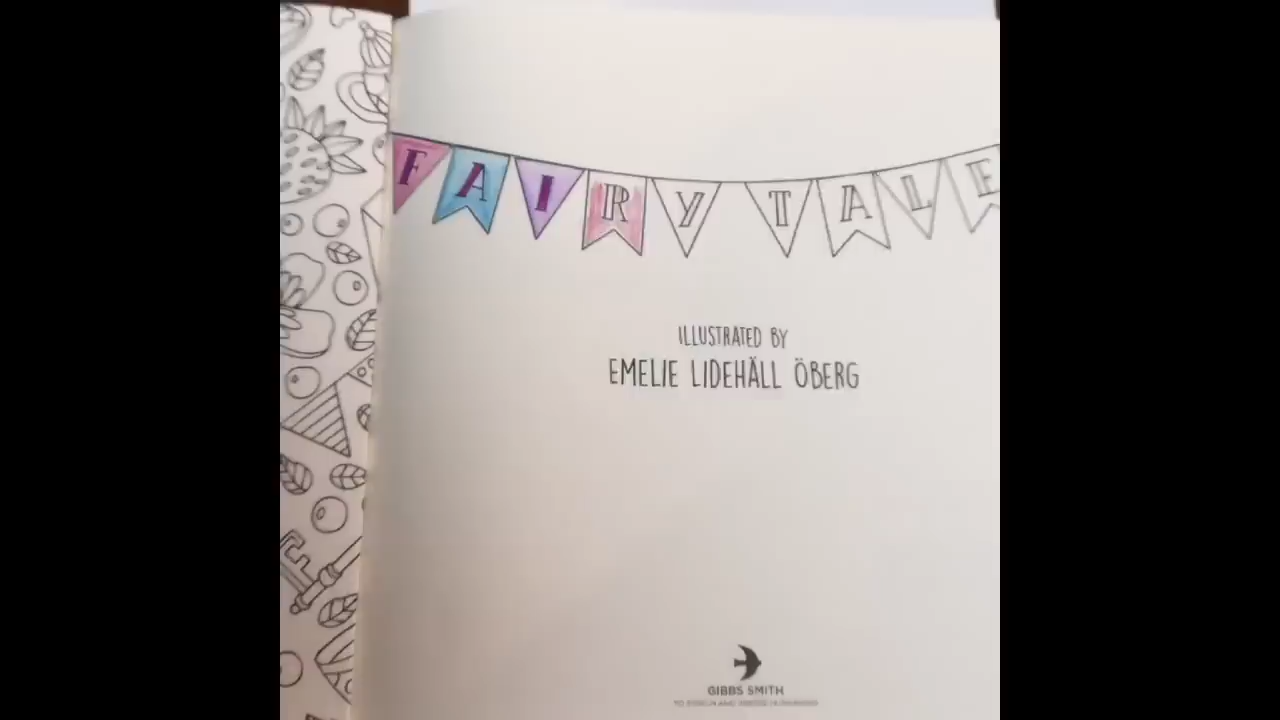 FAIRY TALE
ILLUSTRATED BY
EMELIE LIDEHÄLL ÖBERG
GIBBS SMITH